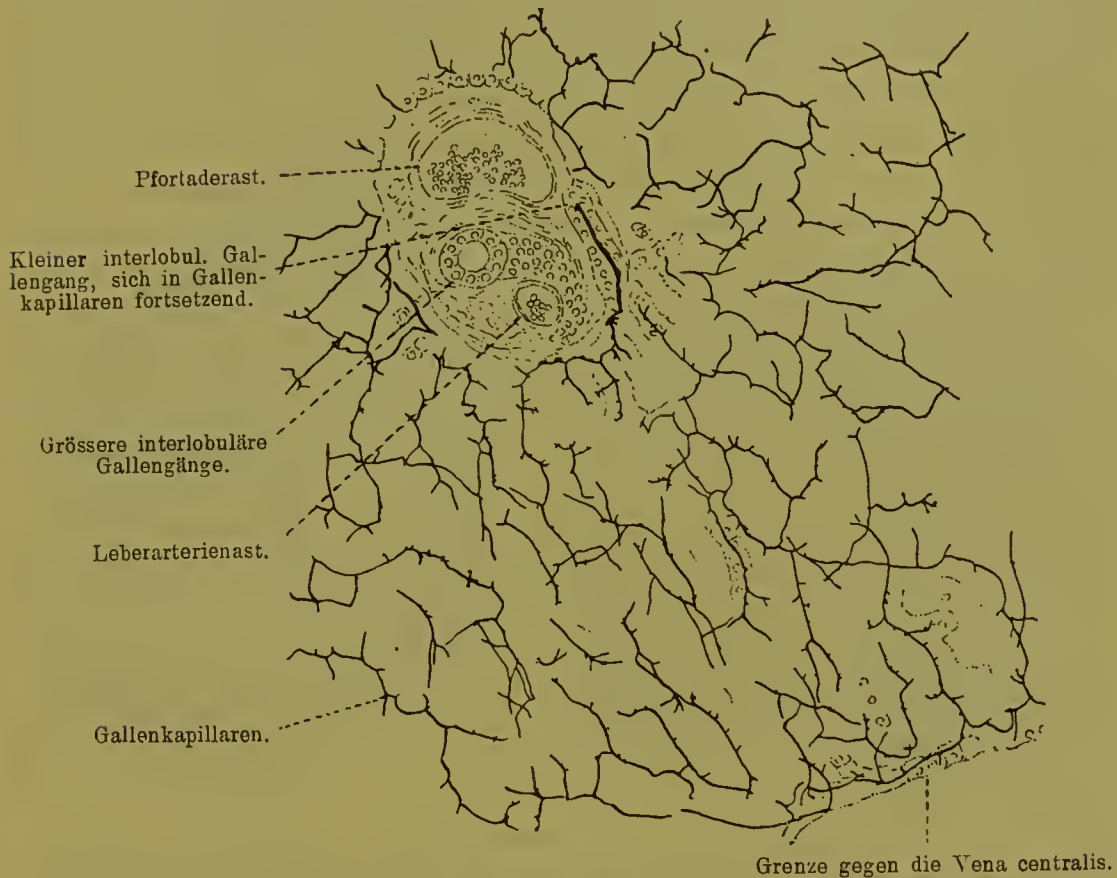 Pfortaderast.
Kleiner interlobul. Gal-
lengang, sich in Gallen-
kapillaren fortsetzend.
Grössere interlobuläre
Gallengänge.
Leberarterienast.
Gallenkapillaren.
Grenze gegen die Vena centralis.